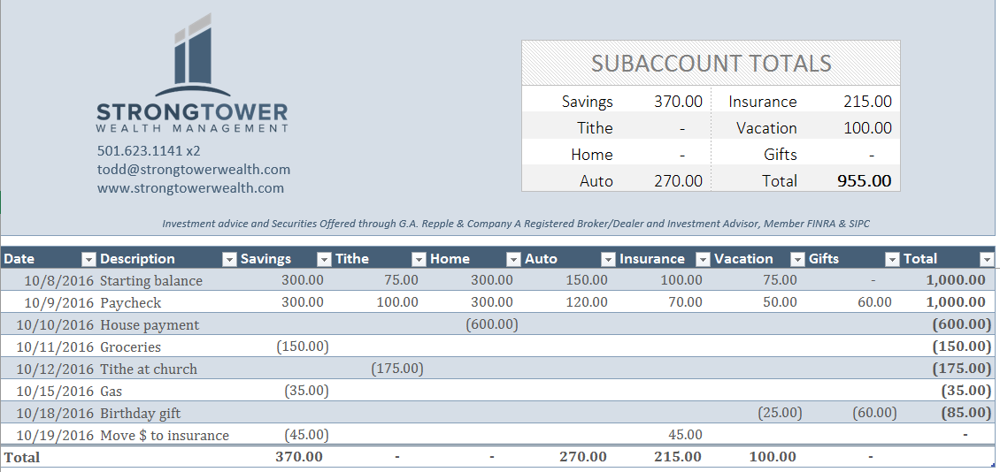 STRONGTOWER
WEALTH MANAGEMENT
501.623.1141 x2
todd@strongtowerwealth.com
www.strongtowerwealth.com
SUBACCOUNT TOTALS
Savings 370.00 Insurance 215.00
Tithe - Vacation 100.00
Home - Gifts -
Auto 270.00 Total 955.00
Investment advice and Securities Offered through G.A. Repple & Company A Registered Broker/Dealer and Investment Advisor, Member FINRA & SIPC
Date Description Savings Tithe Home Auto Insurance Vacation Gifts Total
10/8/2016 Starting balance 300.00 75.00 300.00 150.00 100.00 75.00 - 1,000.00
10/9/2016 Paycheck 300.00 100.00 300.00 120.00 70.00 50.00 60.00 1,000.00
10/10/2016 House payment (600.00) (600.00)
10/11/2016 Groceries (150.00) (150.00)
10/12/2016 Tithe at church (175.00) (175.00)
10/15/2016 Gas (35.00) (35.00)
10/18/2016 Birthday gift (25.00) (60.00) (85.00)
10/19/2016 Move $ to insurance (45.00) 45.00 -
Total 370.00 - - 270.00 215.00 100.00 -